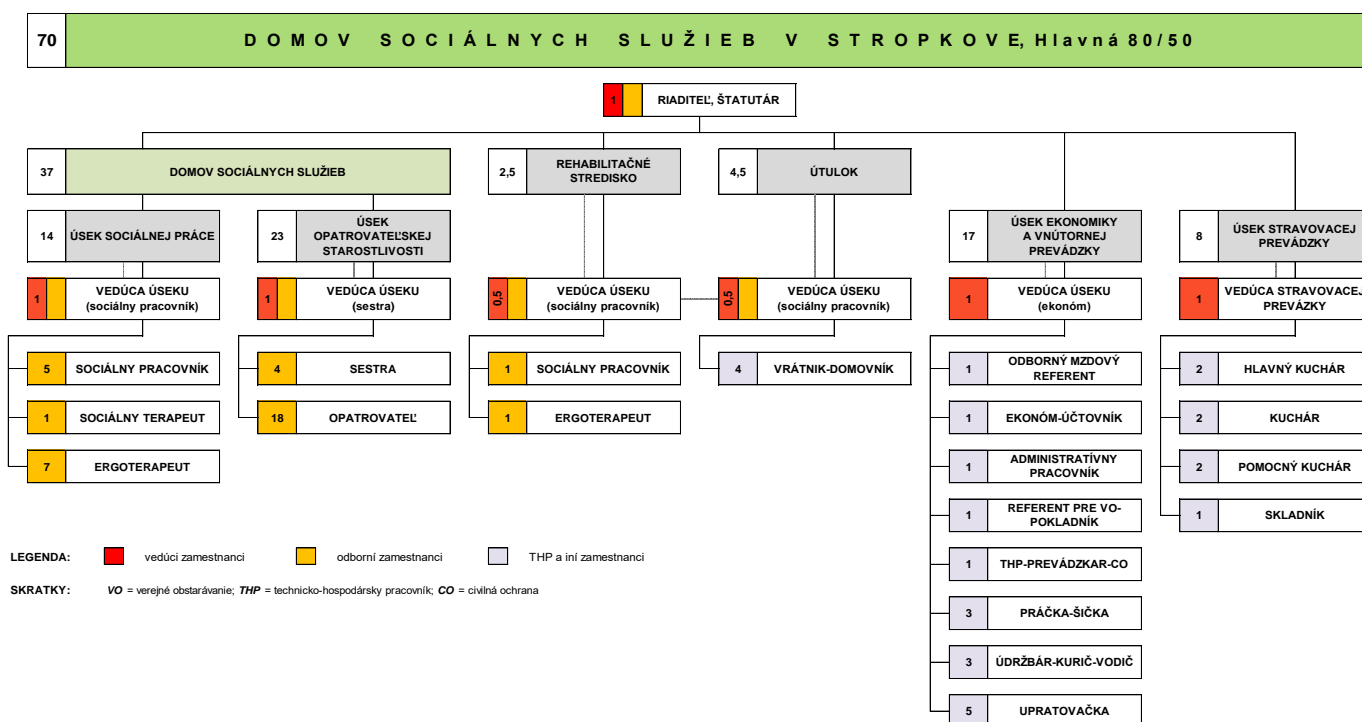 70
DOMOV SOCIÁLNYCH SLUŽIEB V STROPKOVE, Hlavná 80/50
1
RIADITEĽ, ŠTATUTÁR
37
DOMOV SOCIÁLNYCH SLUŽIEB
2,5
REHABILITAČNÉ
STREDISKO
4,5
ÚTULOK
14
ÚSEK SOCIÁLNEJ PRÁCE
23
ÚSEK
OPATROVATEĽSKEJ
STAROSTLIVOSTI
17
ÚSEK EKONOMIKY
A VNÚTORNEJ
PREVÁDZKY
8
ÚSEK STRAVOVACEJ
PREVÁDZKY
1
VEDÚCA ÚSEKU
(sociálny pracovník)
1
VEDÚCA ÚSEKU
(sestra)
0,5
VEDÚCA ÚSEKU
(sociálny pracovník)
0,5
VEDÚCA ÚSEKU
(sociálny pracovník)
1
VEDÚCA ÚSEKU
(ekonóm)
1
VEDÚCA STRAVOVACEJ
PREVÁZKY
5
SOCIÁLNY PRACOVNÍK
1
SOCIÁLNY TERAPEUT
7
ERGOTERAPEUT
4
SESTRA
18
OPATROVATEĽ
1
SOCIÁLNY PRACOVNÍK
1
ERGOTERAPEUT
4
VRÁTNIK-DOMOVNÍK
1
ODBORNÝ MZDOVÝ
REFERENT
1
EKONÓM-ÚČTOVNÍK
1
ADMINISTRATÍVNY
PRACOVNÍK
1
REFERENT PRE VO-
POKLADNÍK
1
THP-PREVÁDZKAR-CO
3
PRÁČKA-ŠIČKA
3
ÚDRŽBÁR-KURIČ-VODIČ
5
UPRATOVAČKA
2
HLAVNÝ KUCHÁR
2
KUCHÁR
2
POMOCNÝ KUCHÁR
1
SKLADNÍK
LEGENDA: vedúci zamestnanci odborní zamestnanci THP a iní zamestnanci
SKRATKY: VO = verejné obstarávanie; THP = technicko-hospodársky pracovník; CO = civilná ochrana